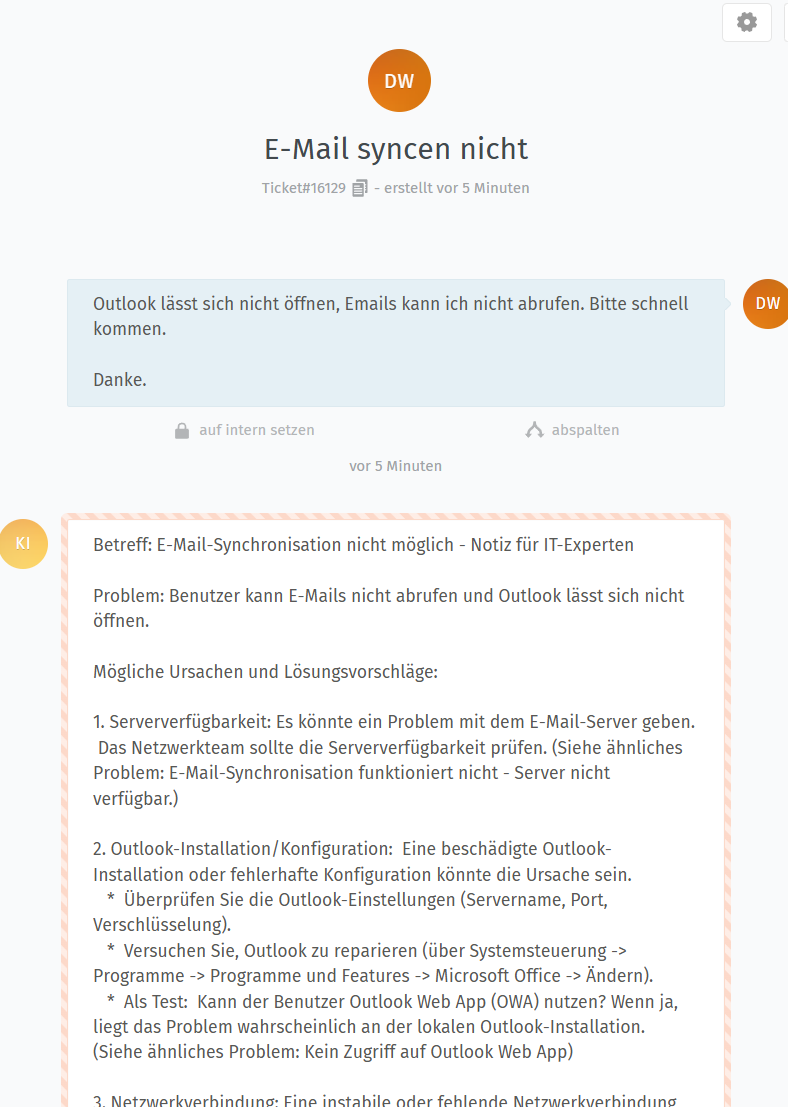 DW
E-Mail syncen nicht
Ticket#16129 - erstellt vor 5 Minuten
Outlook lässt sich nicht öffnen, Emails kann ich nicht abrufen. Bitte schnell
kommen.
Danke.
DW
auf intern setzen
abspalten
vor 5 Minuten
KI
Betreff: E-Mail-Synchronisation nicht möglich - Notiz für IT-Experten
Problem: Benutzer kann E-Mails nicht abrufen und Outlook lässt sich nicht
öffnen.
Mögliche Ursachen und Lösungsvorschläge:
1. Serververfügbarkeit: Es könnte ein Problem mit dem E-Mail-Server geben.
Das Netzwerkteam sollte die Serververfügbarkeit prüfen. (Siehe ähnliches
Problem: E-Mail-Synchronisation funktioniert nicht - Server nicht
verfügbar.)
2. Outlook-Installation/Konfiguration:  Eine beschädigte Outlook-
Installation oder fehlerhafte Konfiguration könnte die Ursache sein.
*  Überprüfen Sie die Outlook-Einstellungen (Servername, Port,
Verschlüsselung).
*  Versuchen Sie, Outlook zu reparieren (über Systemsteuerung ->
Programme -> Programme und Features -> Microsoft Office -> Ändern).
*  Als Test:  Kann der Benutzer Outlook Web App (OWA) nutzen? Wenn ja,
liegt das Problem wahrscheinlich an der lokalen Outlook-Installation.
(Siehe ähnliches Problem: Kein Zugriff auf Outlook Web App)
3. Netzwerkverbindung: Eine instabile oder fehlende Netzwerkverbindung